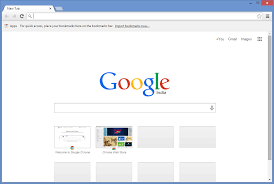 New Tab
Apps For quick access, place your bookmarks here on the bookmarks bar. Import bookmarks now...
+You Gmail Images
Google
India
Welcome to Google Chrome
Chrome Web Store